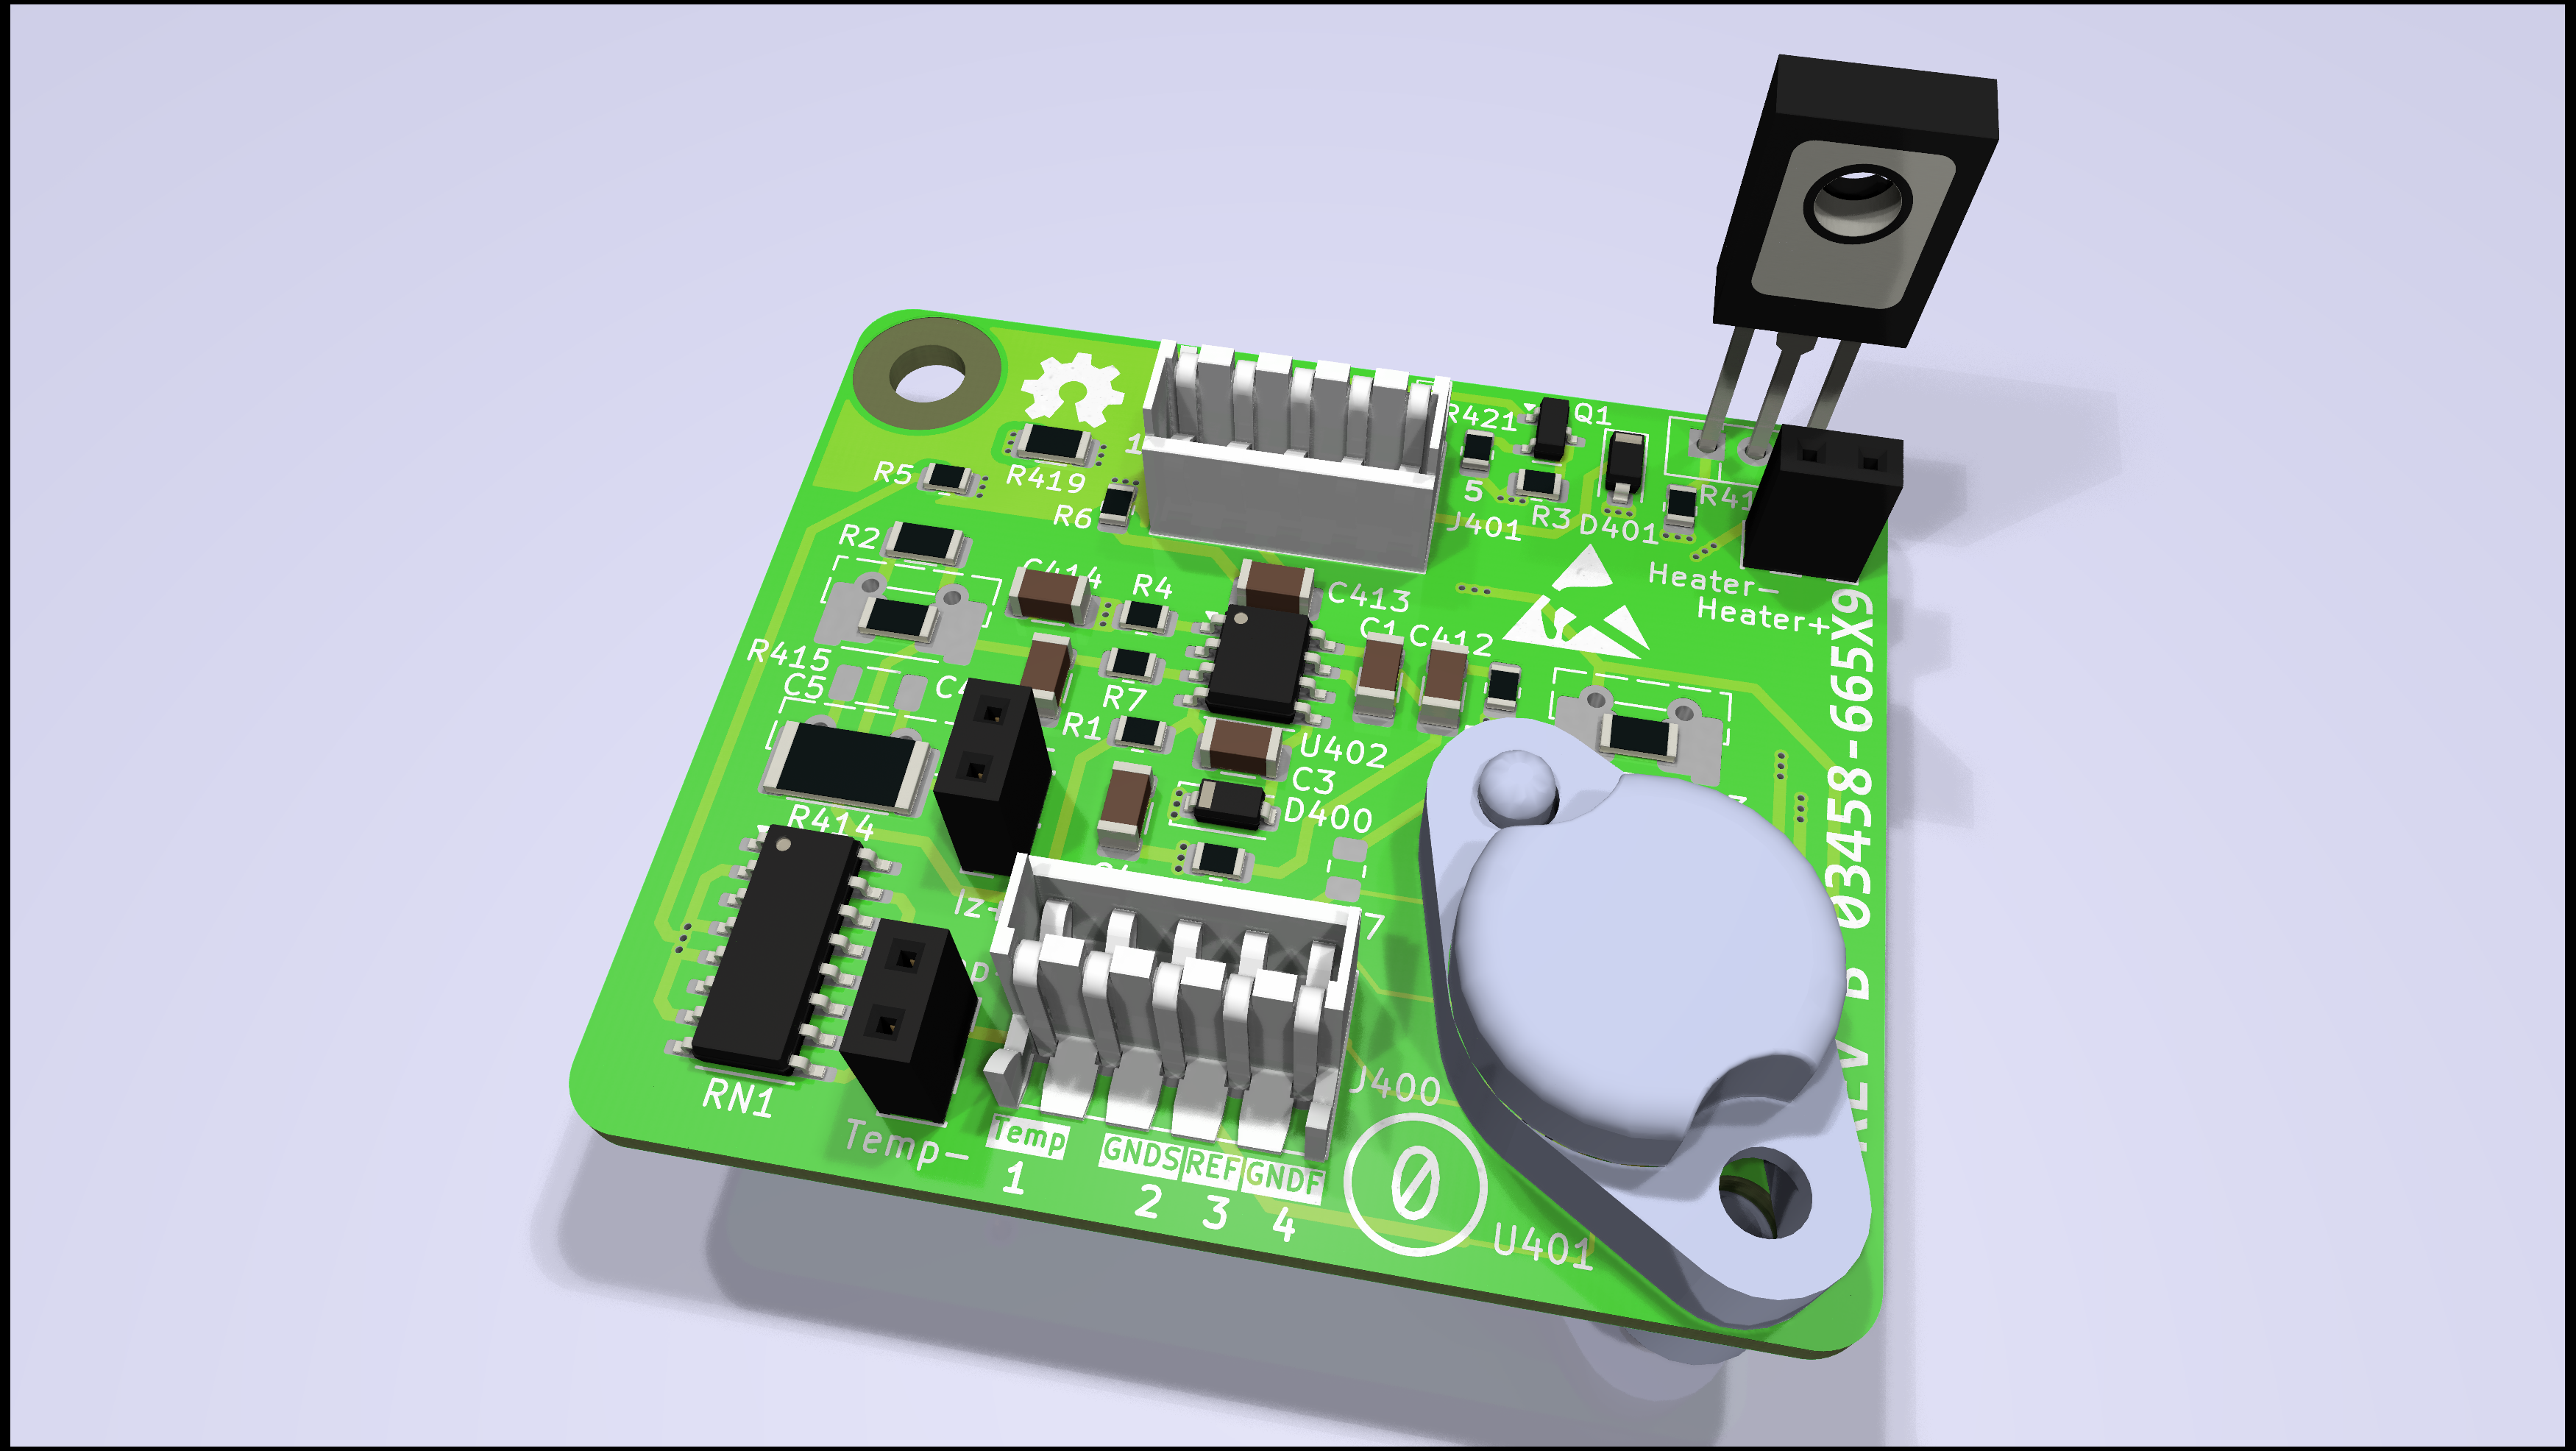 R421
Q1
1
R5
R419
R6
5
R3
J401
D401
R2
C414
R4
C413
Heater-
Heater+
C1
C412
R415
C5
R7
R1
U402
C3
D400
R414
03458-665X9
REV B
RN1
J400
Temp-
Temp
GNDS
REF
GNDF
1
2
3
4
0
U401